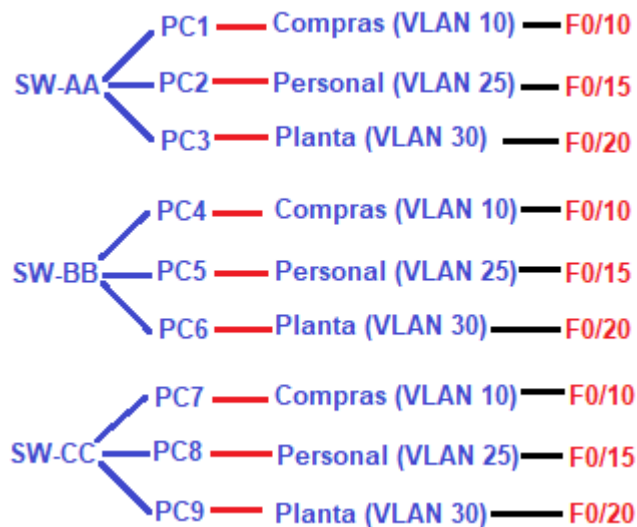 PC1 Compras (VLAN 10) F0/10
SW-AA PC2 Personal (VLAN 25) F0/15
PC3 Planta (VLAN 30) F0/20
PC4 Compras (VLAN 10) F0/10
SW-BB PC5 Personal (VLAN 25) F0/15
PC6 Planta (VLAN 30) F0/20
PC7 Compras (VLAN 10) F0/10
SW-CC PC8 Personal (VLAN 25) F0/15
PC9 Planta (VLAN 30) F0/20